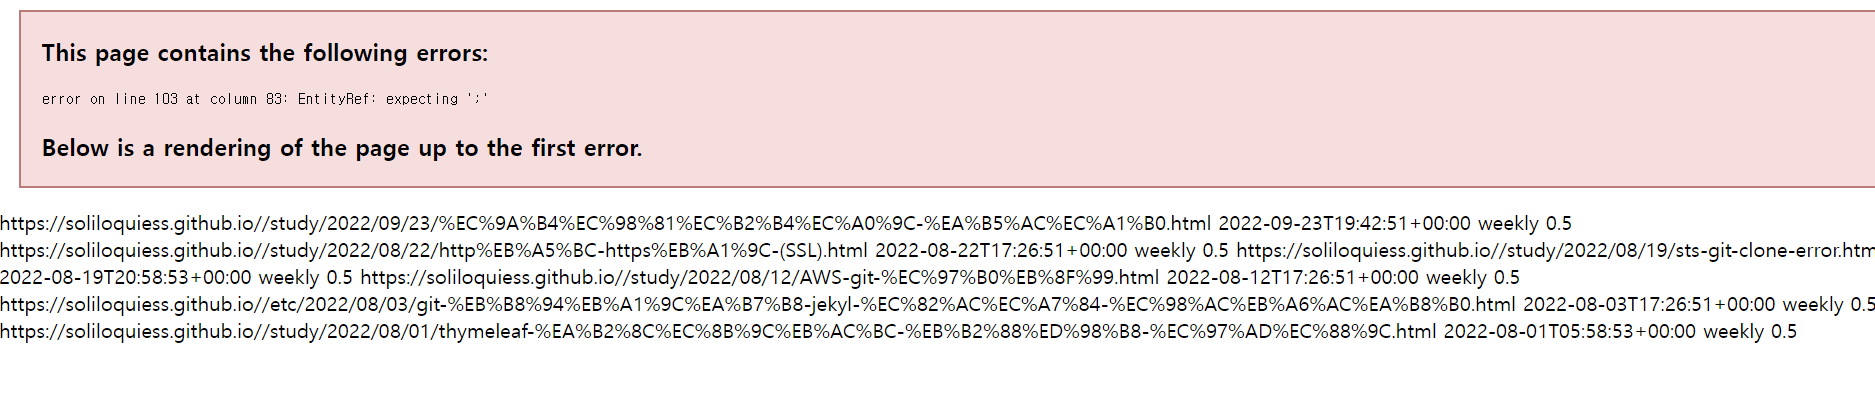 This page contains the following errors:
error on line 103 at column 83: EntityRef: expecting ';'
Below is a rendering of the page up to the first error.
https://soliloquiess.github.io//study/2022/09/23/%EC%9A%B4%EC%98%81%EC%B2%B4%EC%A0%9C-%EA%B5%AC%EC%A1%B0.html 2022-09-23T19:42:51+00:00 weekly 0.5
https://soliloquiess.github.io//study/2022/08/22/http%EB%A5%BC-https%EB%A1%9C-(SSL).html 2022-08-22T17:26:51+00:00 weekly 0.5 https://soliloquiess.github.io//study/2022/08/19/sts-git-clone-error.htm
2022-08-19T20:58:53+00:00 weekly 0.5 https://soliloquiess.github.io//study/2022/08/12/AWS-git-%EC%97%B0%EB%8F%99.html 2022-08-12T17:26:51+00:00 weekly 0.5
https://soliloquiess.github.io//etc/2022/08/03/git-%EB%B8%94%EB%A1%9C%EA%B7%B8-jekyl-%EC%82%AC%EC%A7%84-%EC%98%AC%EB%A6%AC%EA%B8%B0.html 2022-08-03T17:26:51+00:00 weekly 0.5
https://soliloquiess.github.io//study/2022/08/01/thymeleaf-%EA%B2%8C%EC%8B%9C%EB%AC%BC-%EB%B2%88%ED%98%B8-%EC%97%AD%EC%88%9C.html 2022-08-01T05:58:53+00:00 weekly 0.5